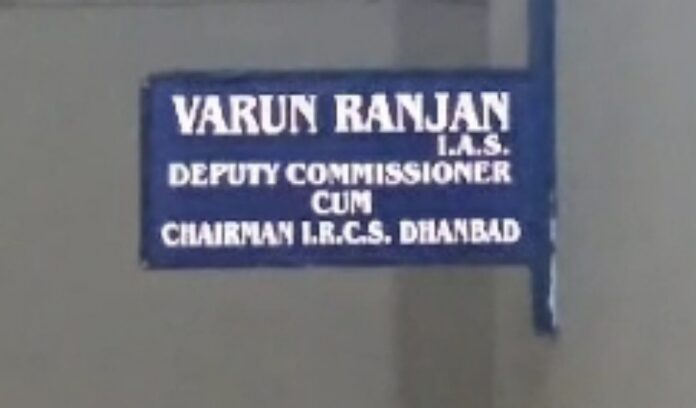 VARUN RANJAN
I.A.S.
DEPUTY COMMISSIONER
CUM
CHAIRMAN I.R.C.S. DHANBAD